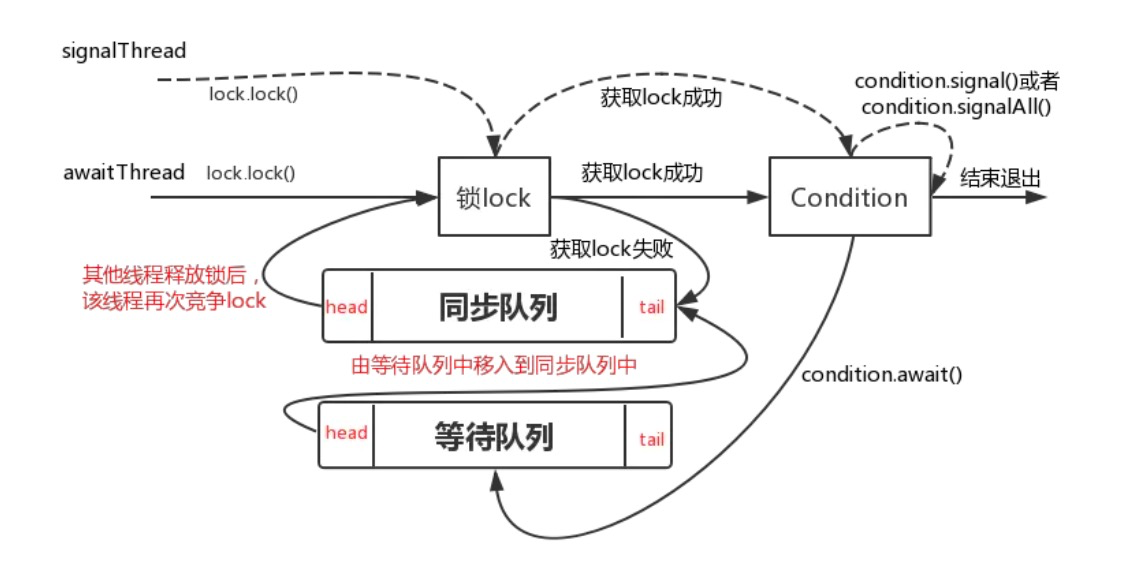 signalThread
lock.lock()
获取lock成功
condition.signal()或者
condition.signalAll()
awaitThread
lock.lock()
锁lock
获取lock成功
Condition
结束退出
获取lock失败
其他线程释放锁后，
该线程再次竞争lock
head
同步队列
tail
由等待队列中移入到同步队列中
condition.await()
head
等待队列
tail